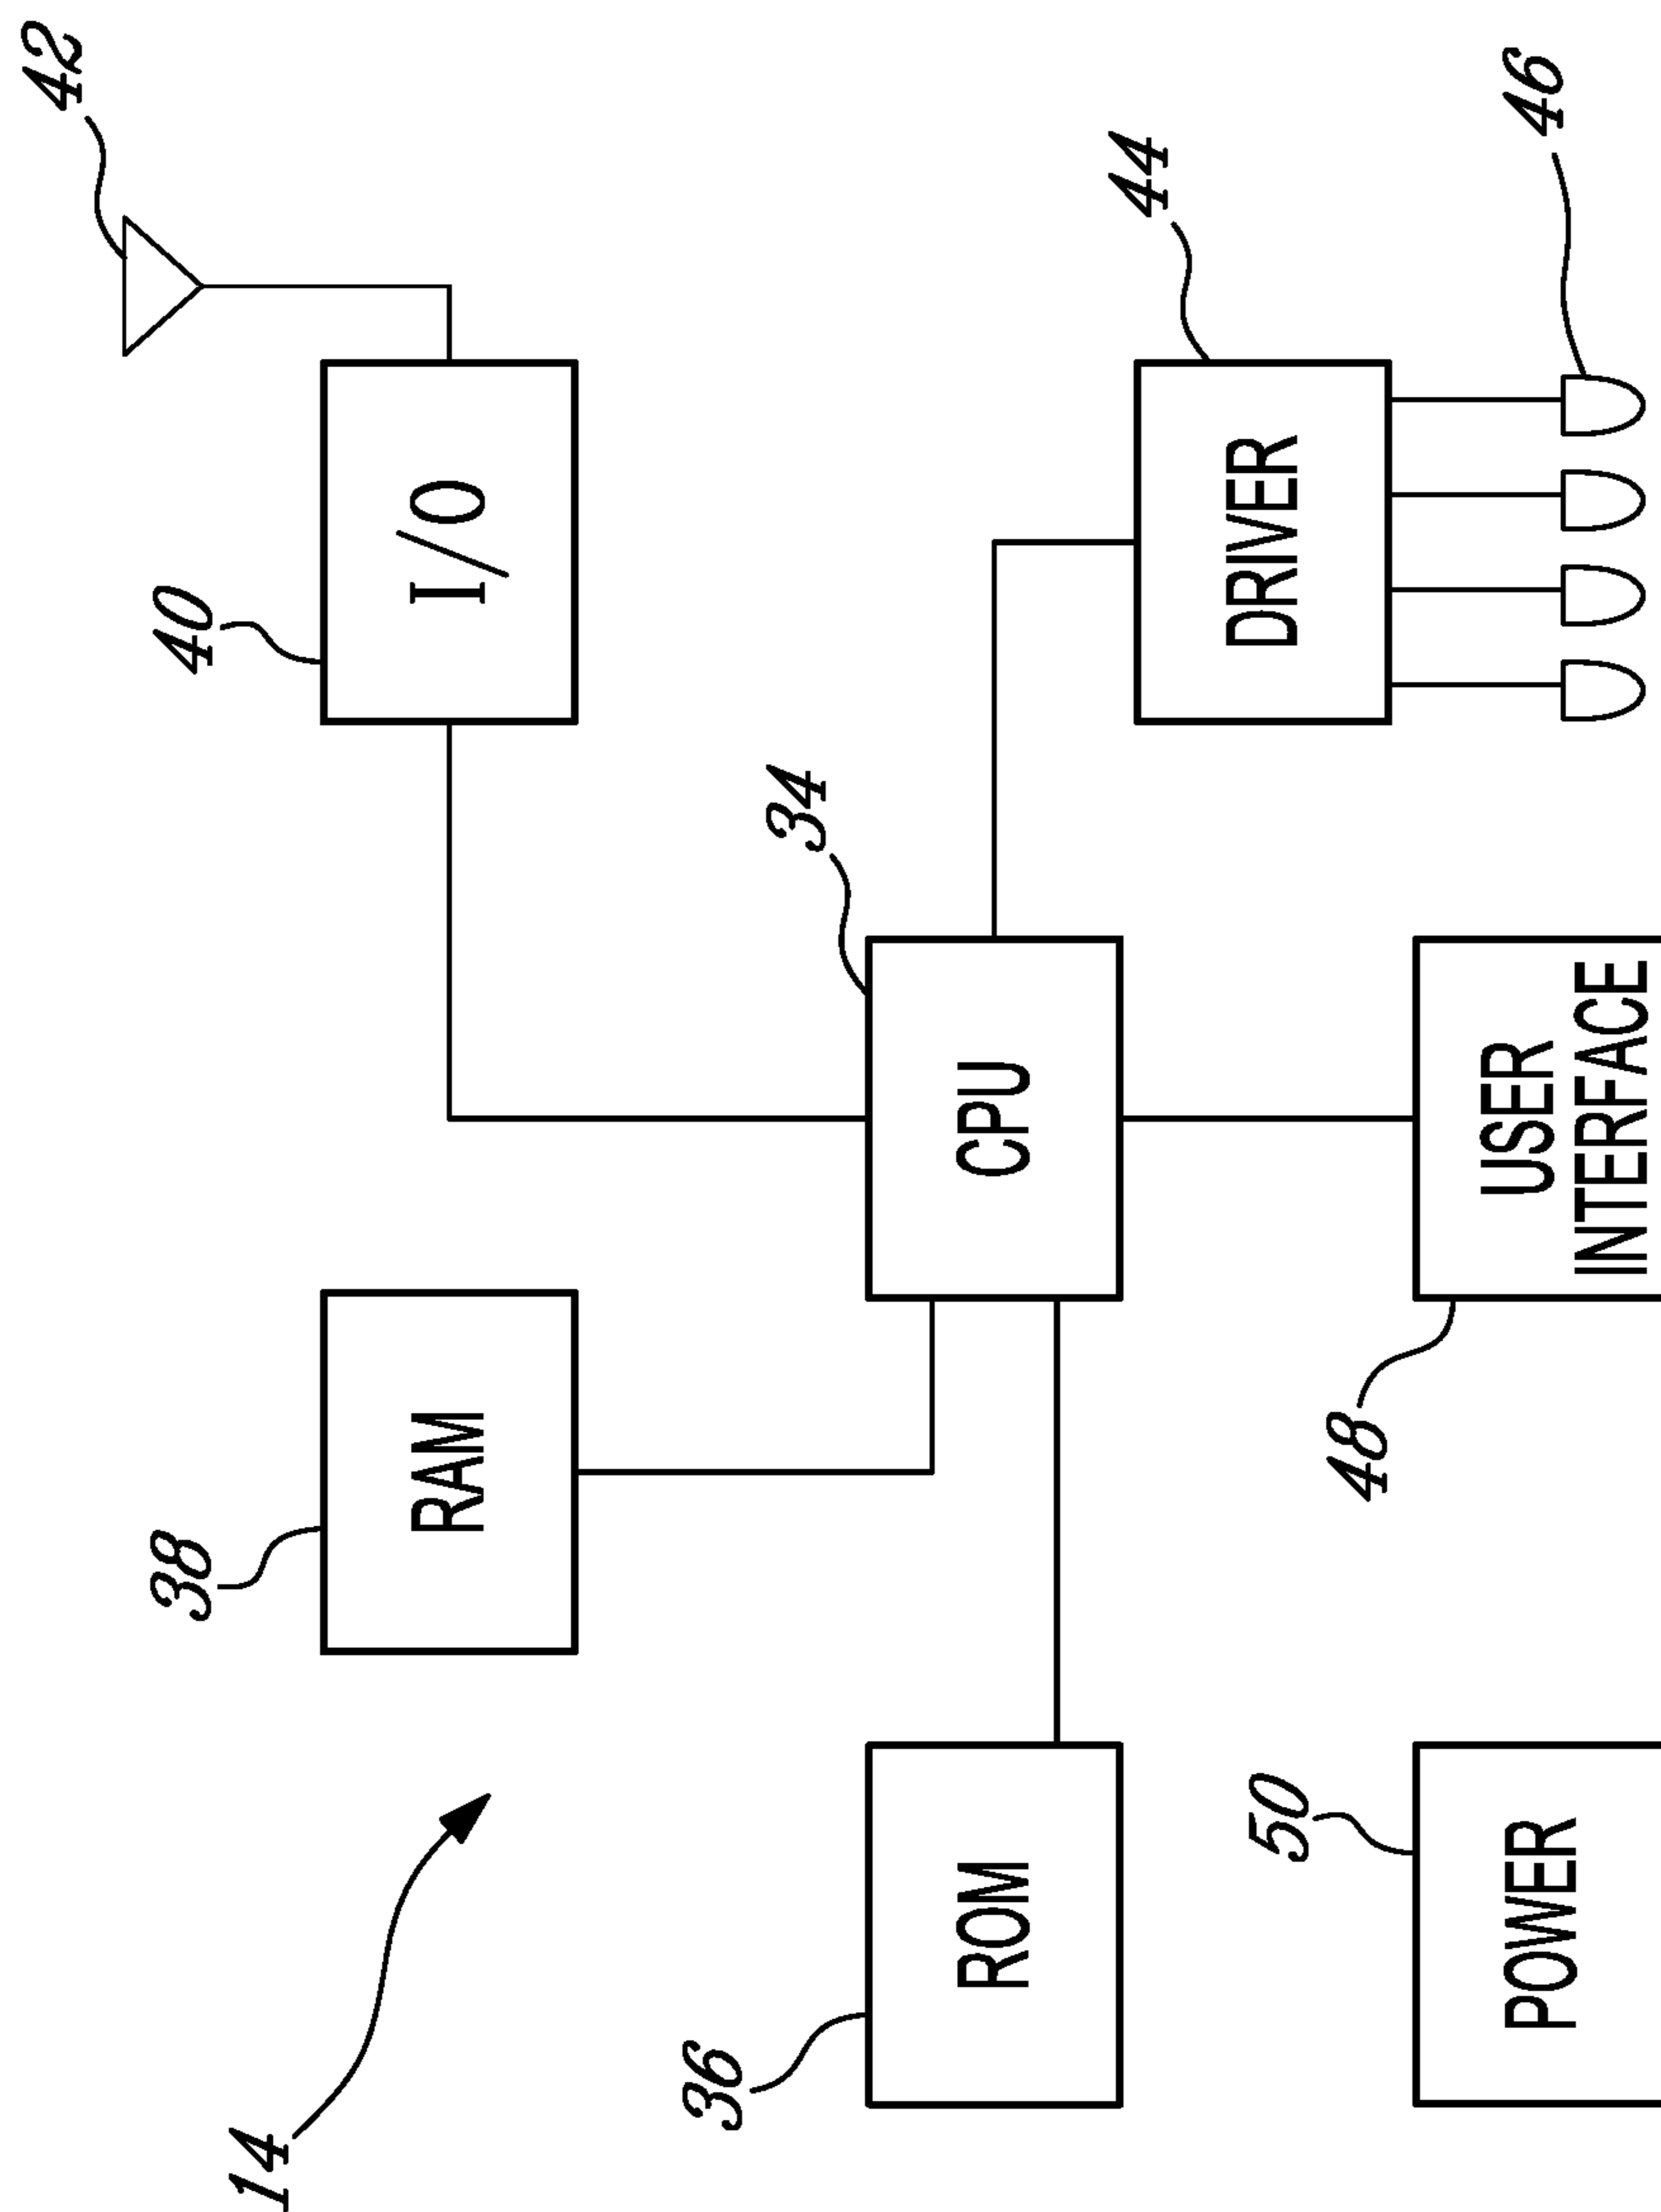 14
38
RAM
40
I/O
42
36
ROM
34
CPU
44
DRIVER
46
50
POWER
48
USER
INTERFACE